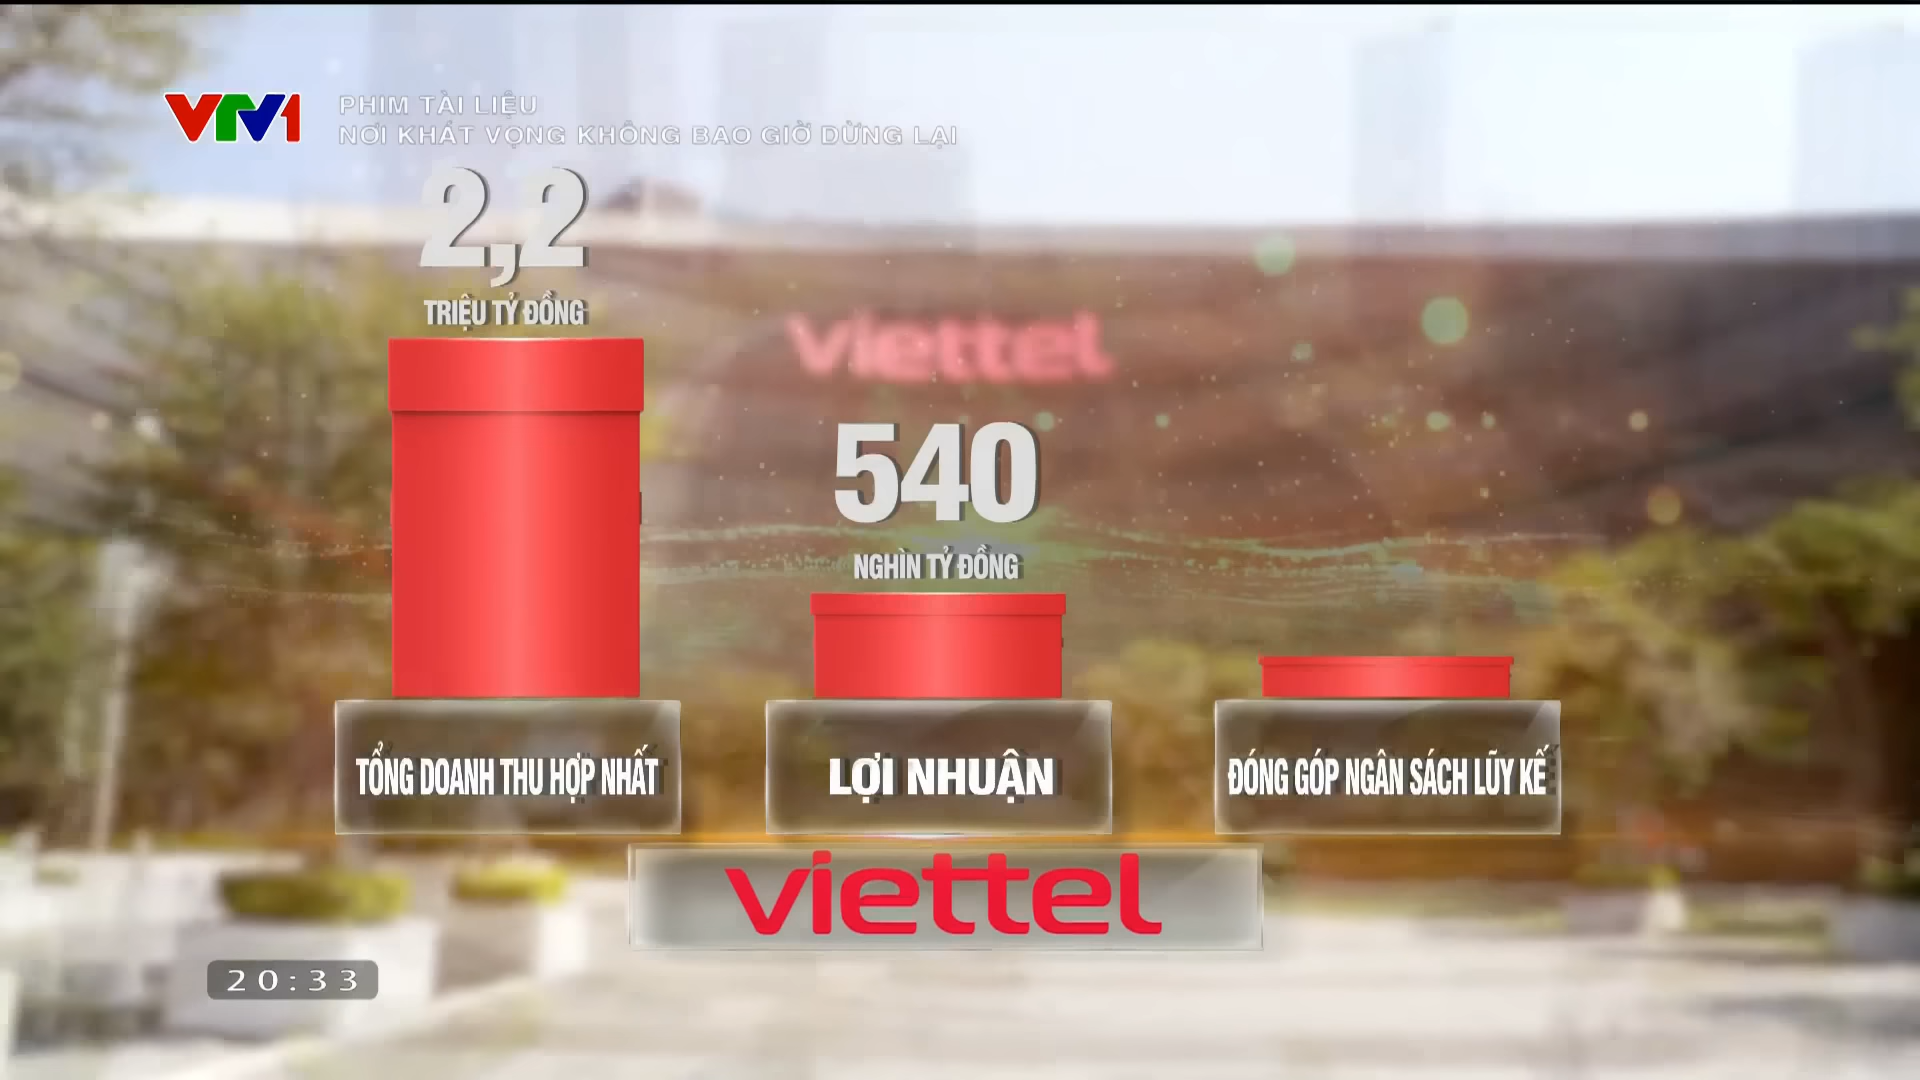 VTV1
PHIM TÀI LIỆU
NƠI KHÁT VỌNG KHÔNG BAO GIỜ DỪNG LẠI
2,2
TRIỆU TỶ ĐỒNG
viettel
540
NGHÌN TỶ ĐỒNG
TỔNG DOANH THU HỢP NHẤT
LỢI NHUẬN
ĐÓNG GÓP NGÂN SÁCH LŨY KẾ
viettel
20:33